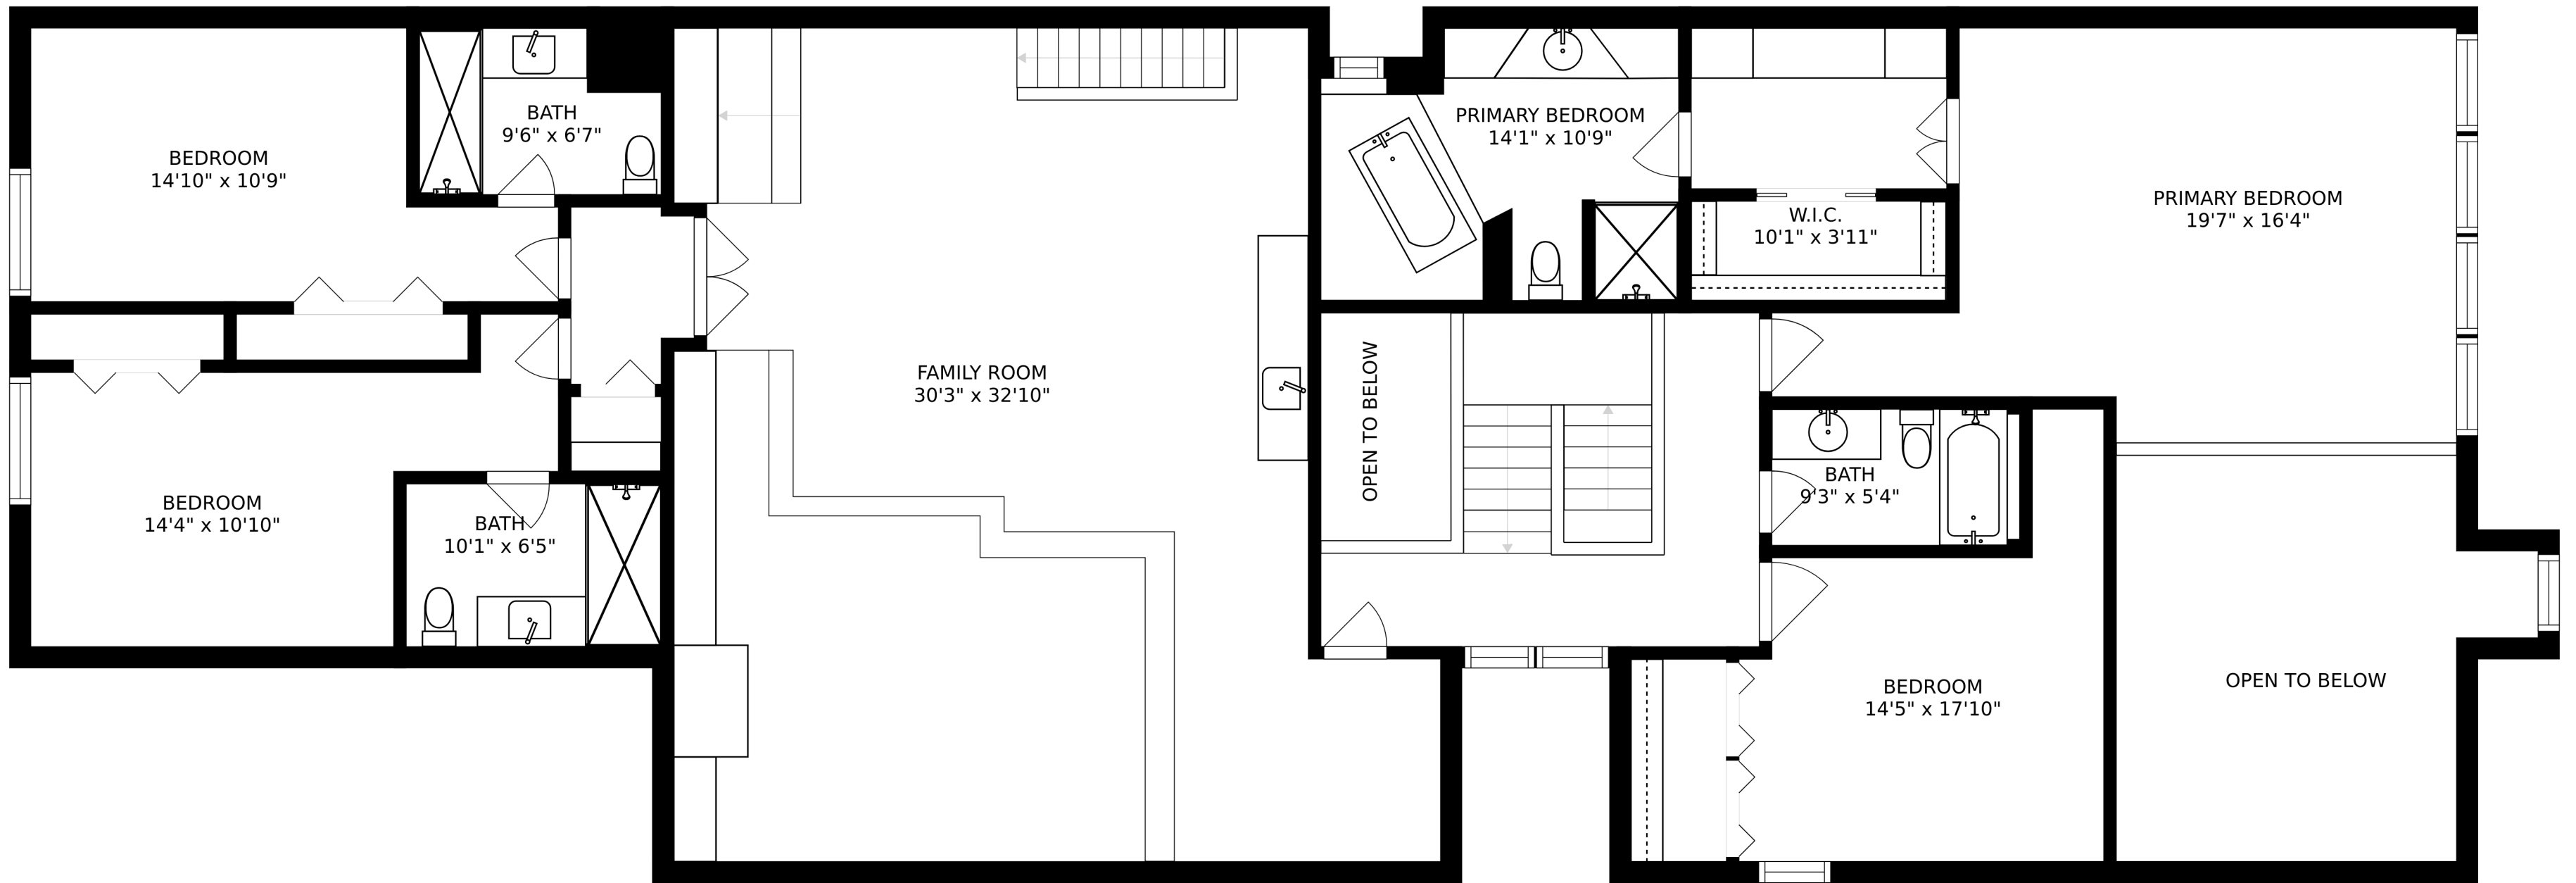 BEDROOM
14'10" x 10'9"
BATH
9'6" x 6'7"
PRIMARY BEDROOM
14'1" x 10'9"
W.I.C.
10'1" x 3'11"
PRIMARY BEDROOM
19'7" x 16'4"
FAMILY ROOM
30'3" x 32'10"
OPEN TO BELOW
BEDROOM
14'4" x 10'10"
BATH
10'1" x 6'5"
BATH
9'3" x 5'4"
BEDROOM
14'5" x 17'10"
OPEN TO BELOW